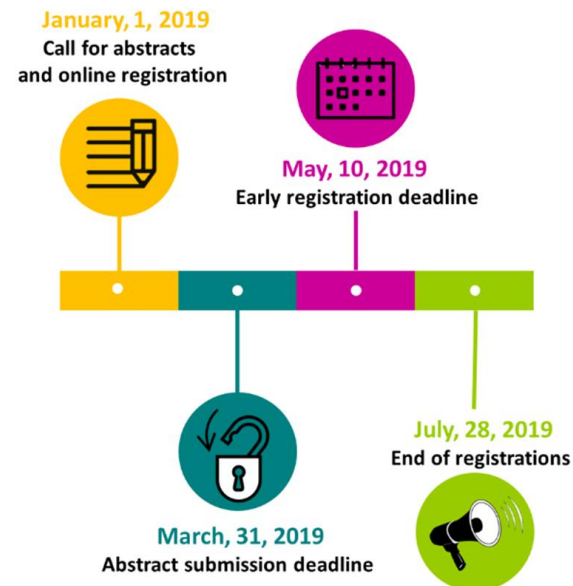 January, 1, 2019
Call for abstracts
and online registration
May, 10, 2019
Early registration deadline
July, 28, 2019
End of registrations
March, 31, 2019
Abstract submission deadline